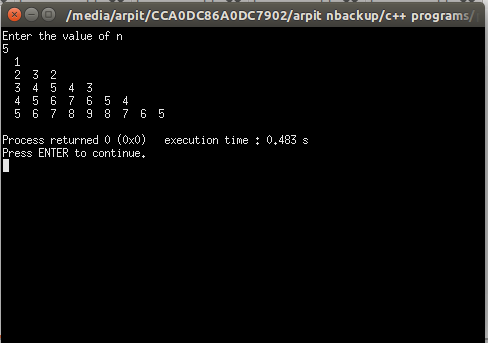 /media/arpit/CCA0DC86A0DC7902/arpit nbackup/c++ programs/
Enter the value of n
5
1
2 3 2
3 4 5 4 3
4 5 6 7 6 5 4
5 6 7 8 9 8 7 6 5
Process returned 0 (0x0)   execution time : 0.483 s
Press ENTER to continue.